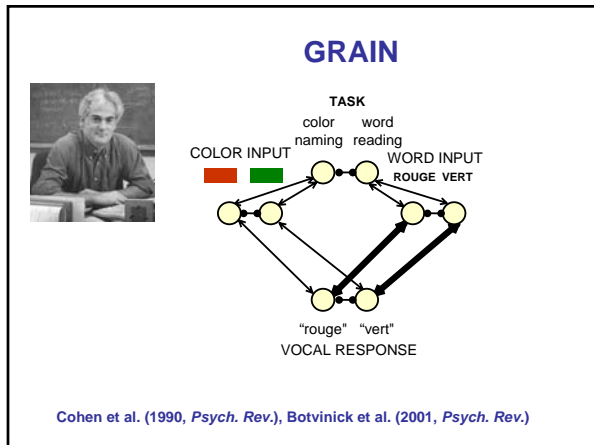 GRAIN
TASK
color word
naming reading
COLOR INPUT
WORD INPUT
ROUGE VERT
"rouge" "vert"
VOCAL RESPONSE
Cohen et al. (1990, Psych. Rev.), Botvinick et al. (2001, Psych. Rev.)